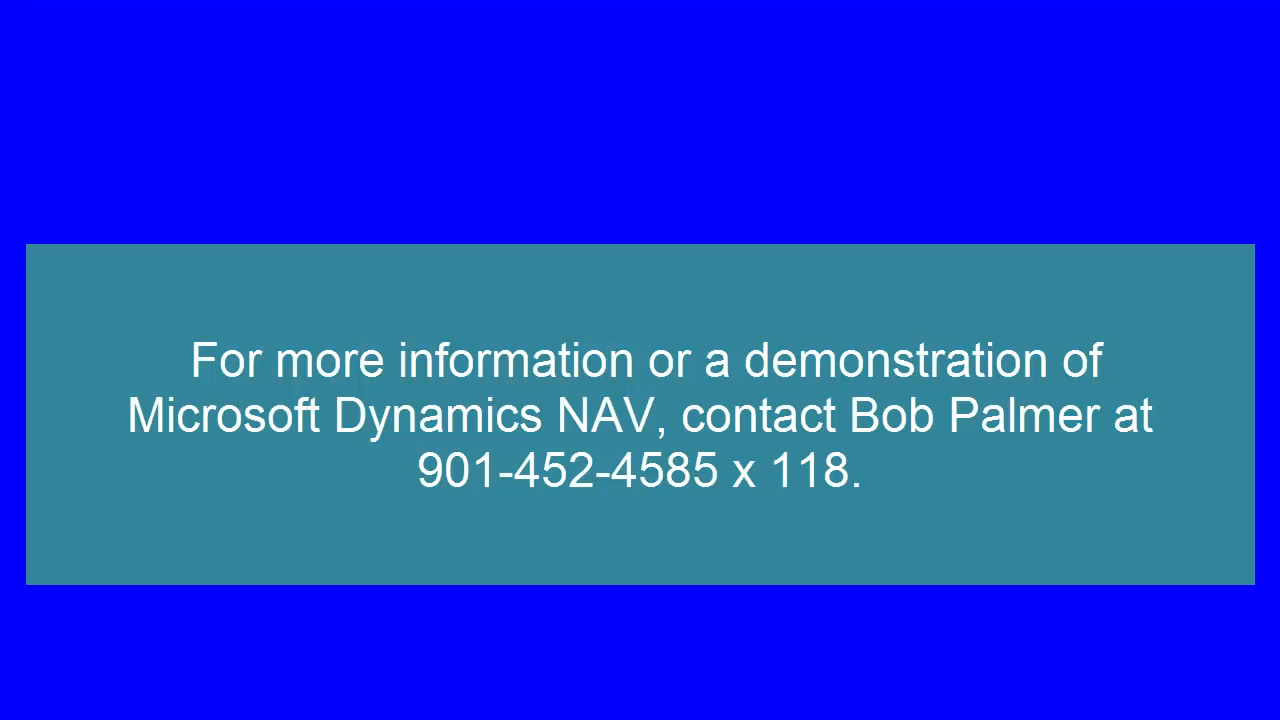 For more information or a demonstration of
Microsoft Dynamics NAV, contact Bob Palmer at
901-452-4585 x 118.